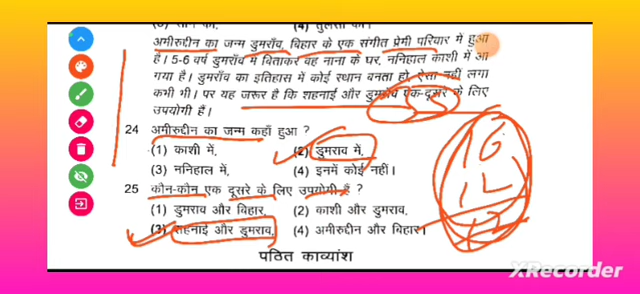 (4) तुलसी का।
अमीरुद्दीन का जन्म डुमराँव, बिहार के एक संगीत प्रेमी परिवार में हुआ
है। 5-6 वर्ष डुमराँव में बिताकर वह नाना के घर, ननिहाल काशी में आ
गया है। डुमराँव का इतिहास में कोई स्थान बनता हो, ऐसा नहीं लगा
कभी भी। पर यह जरूर है कि शहनाई और डुमराँव एक-दूसरे के लिए
उपयोगी हैं।
24 अमीरुद्दीन का जन्म कहाँ हुआ ?
(1) काशी में, (2) डुमराव में,
(3) ननिहाल में, (4) इनमें कोई नहीं।
25 कौन-कौन एक दूसरे के लिए उपयोगी हैं ?
(1) डुमराव और बिहार, (2) काशी और डुमराव,
(3) शहनाई और डुमराव, (4) अमीरुद्दीन और बिहार।
पठित काव्यांश
XRecorder